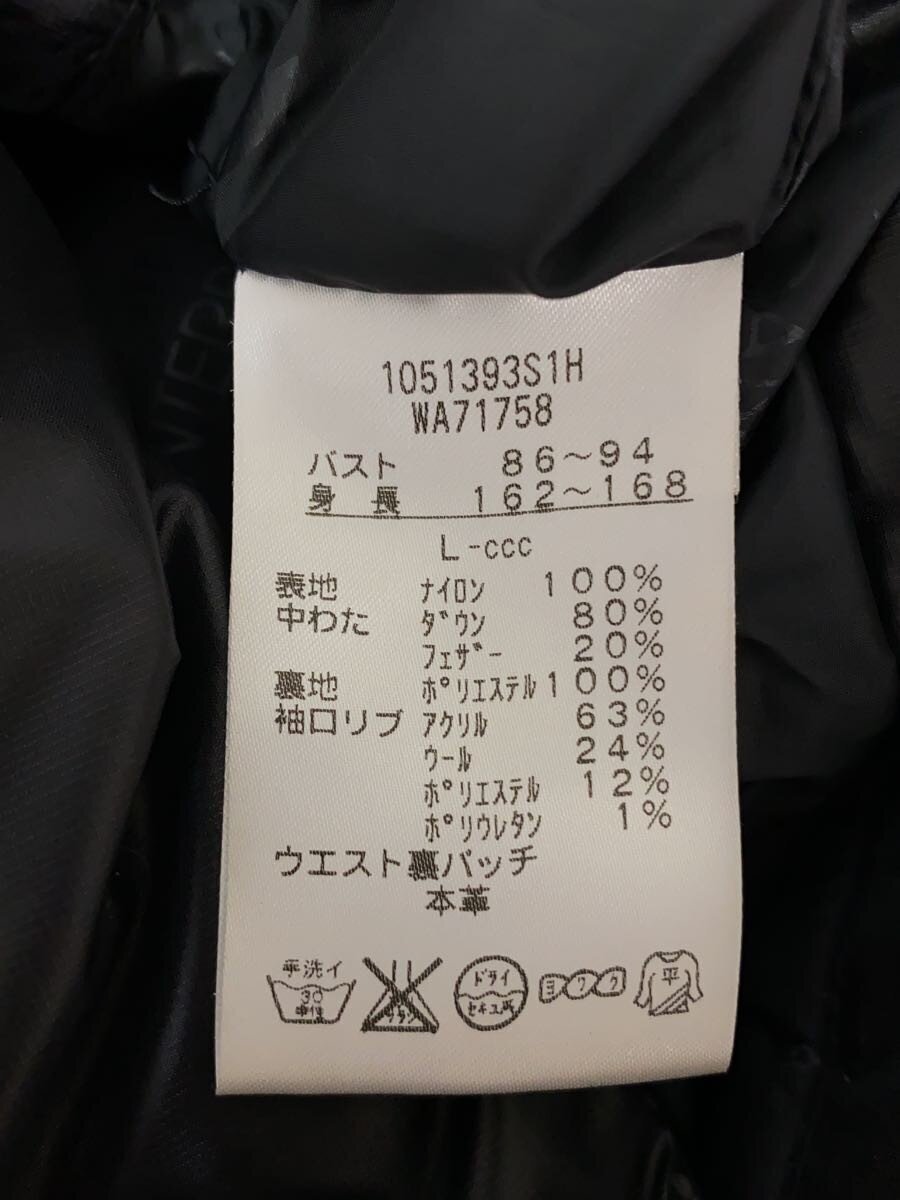 1051393S1H
WA71758
バスト 86～94
身長 162～168
L-ccc
表地 ナイロン 100%
中わた ダウン 80%
フェザー 20%
裏地 ポリエステル 100%
袖口リブ アクリル 63%
ウール 24%
ポリエステル 12%
ポリウレタン 1%
ウエスト裏パッチ
本革
手洗イ ドライ ヨワク 平
30 セキユ系
中性